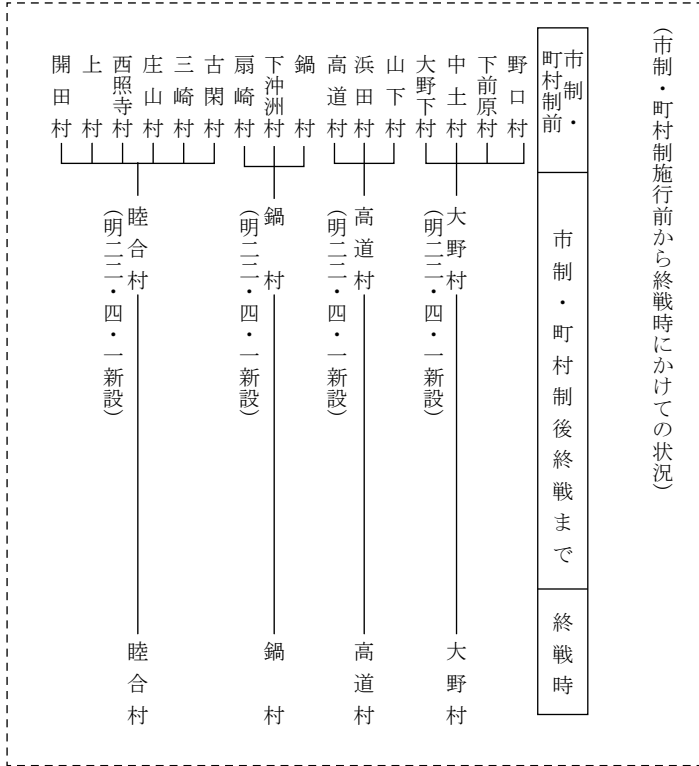 （市制・町村制施行前から終戦時にかけての状況）
市制・
町村制前
市制・町村制後終戦まで
終戦時
野口村
下前原村
中土村
大野下村
大野村
（明二二・四・一新設）
大野村
山下村
浜田村
高道村
高道村
（明二二・四・一新設）
高道村
鍋村
下沖洲村
扇崎村
鍋村
（明二二・四・一新設）
鍋村
古閑村
三崎村
庄山村
西照寺村
上村
開田村
睦合村
（明二二・四・一新設）
睦合村